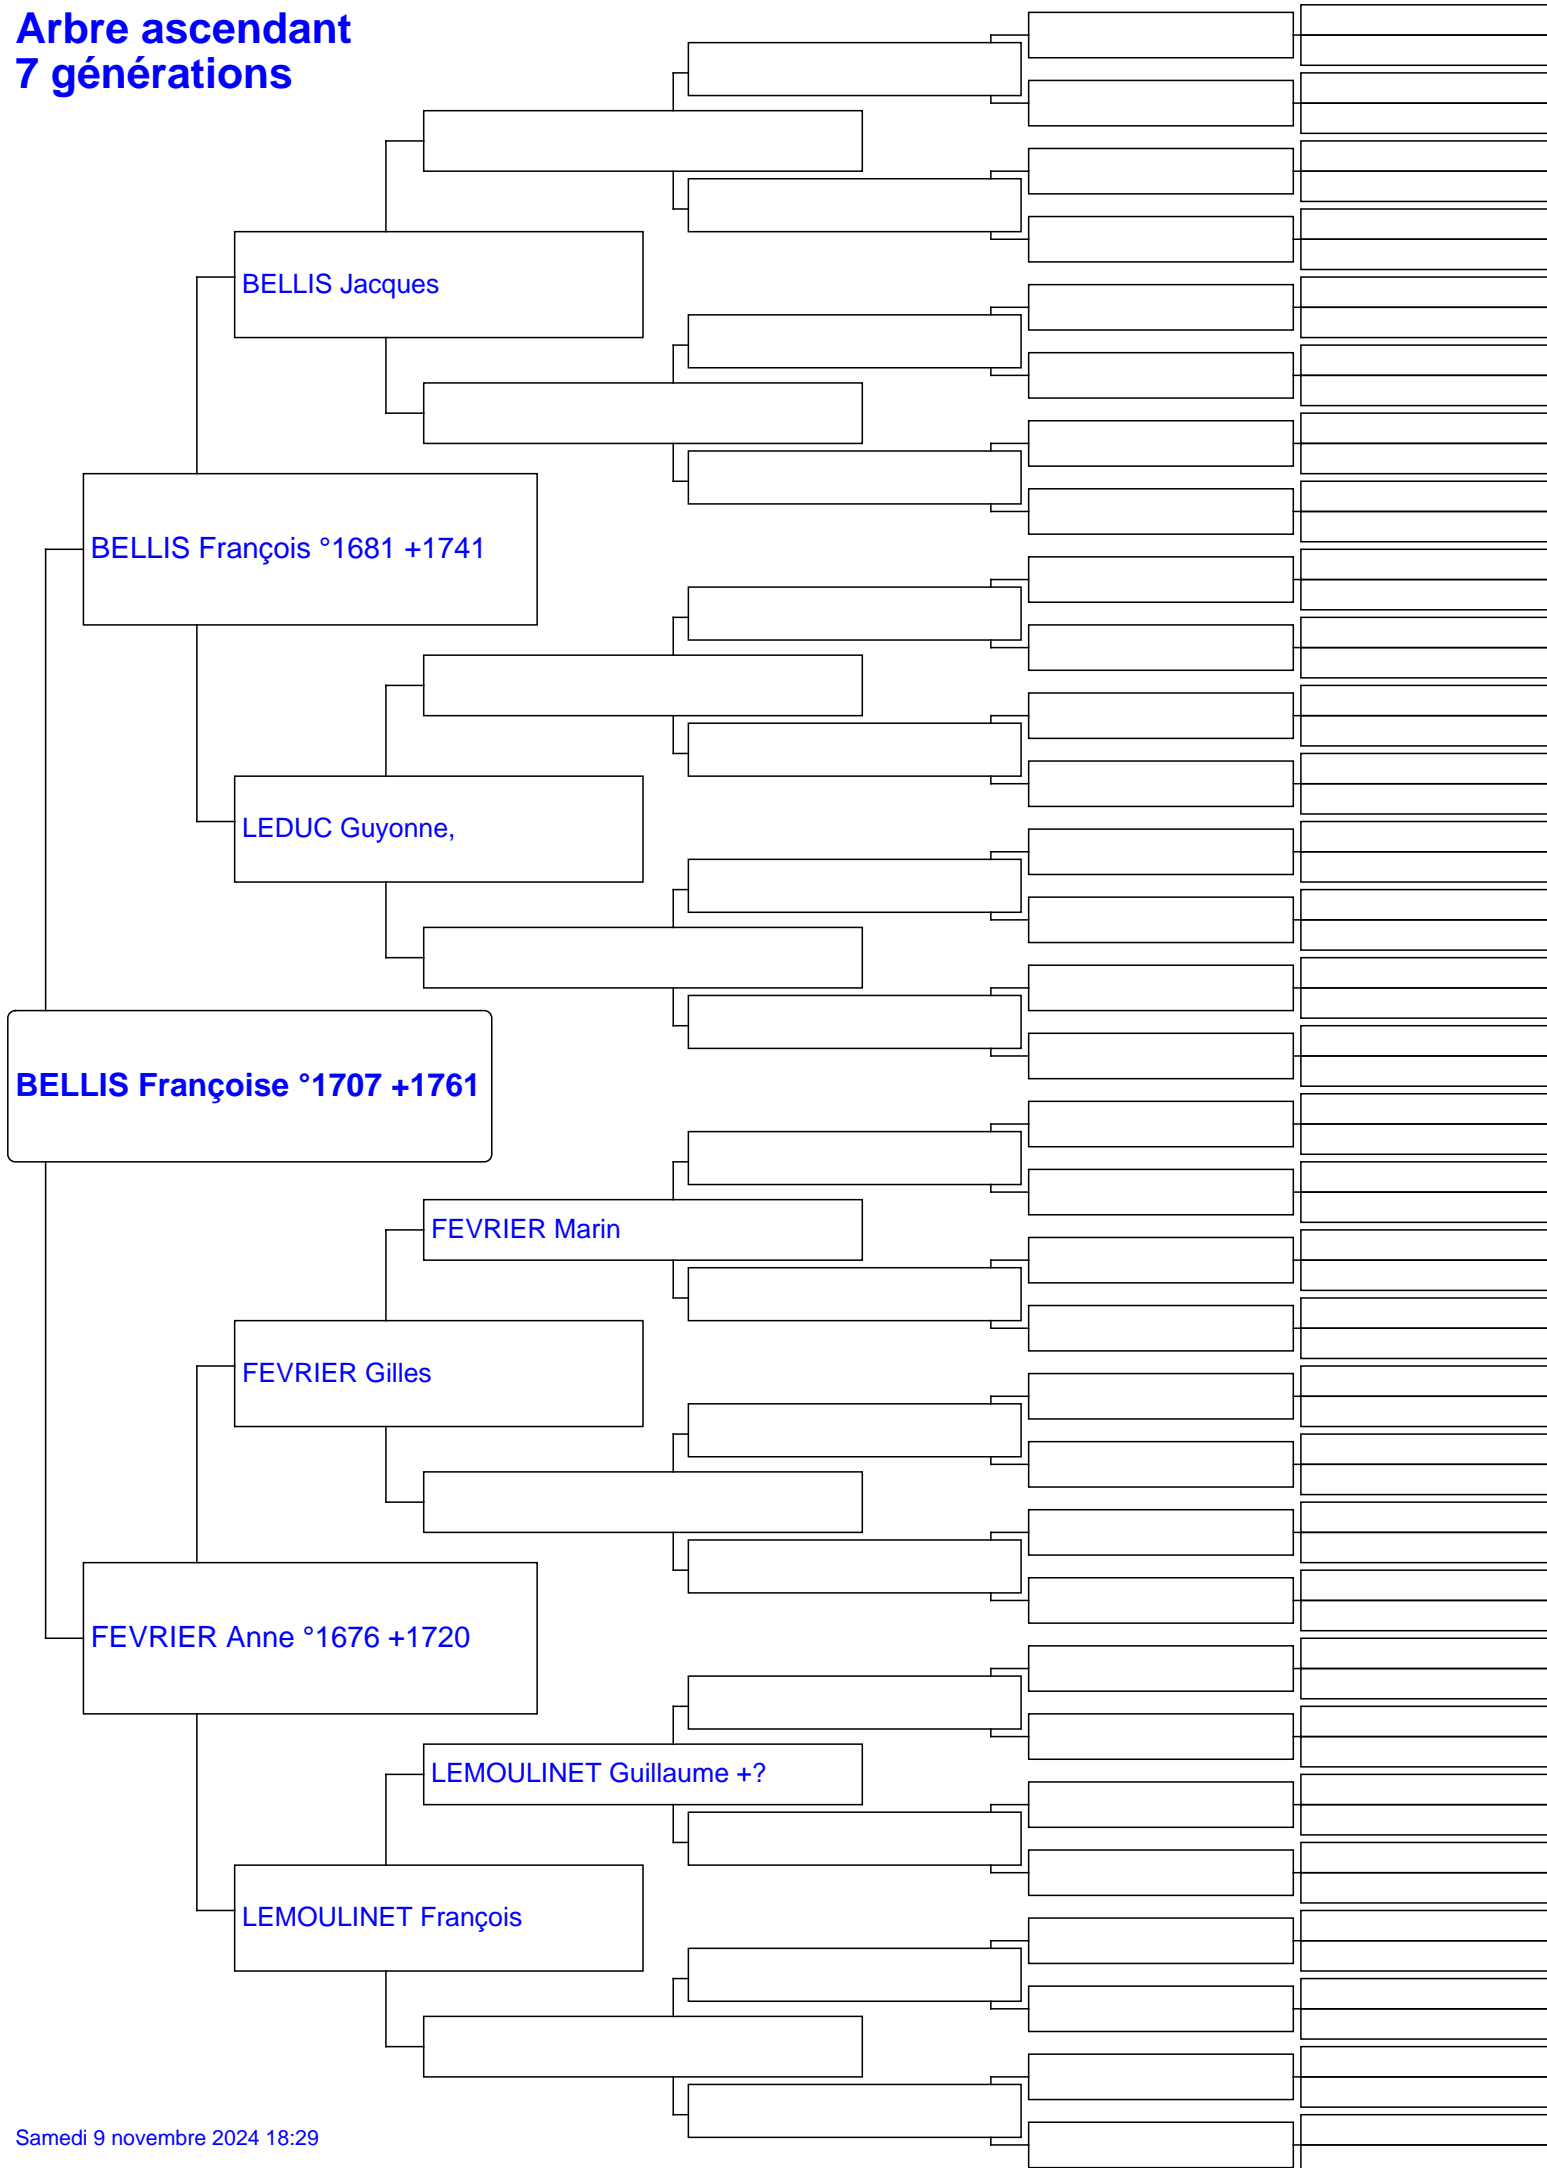 Arbre ascendant
7 générations
BELLIS Jacques
BELLIS François °1681 +1741
LEDUC Guyonne,
BELLIS Françoise °1707 +1761
FEVRIER Marin
FEVRIER Gilles
FEVRIER Anne °1676 +1720
LEMOULINET Guillaume +?
LEMOULINET François
Samedi 9 novembre 2024 18:29